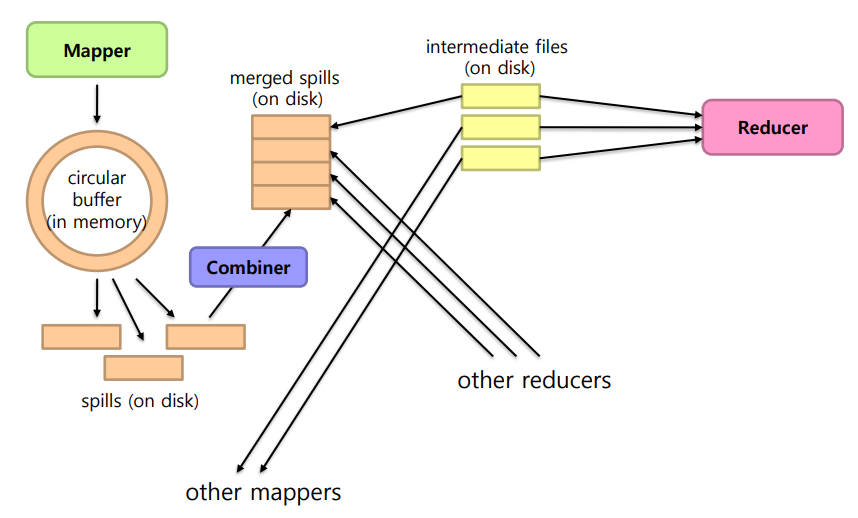 Mapper
circular
buffer
(in memory)
spills (on disk)
Combiner
merged spills
(on disk)
intermediate files
(on disk)
Reducer
other reducers
other mappers